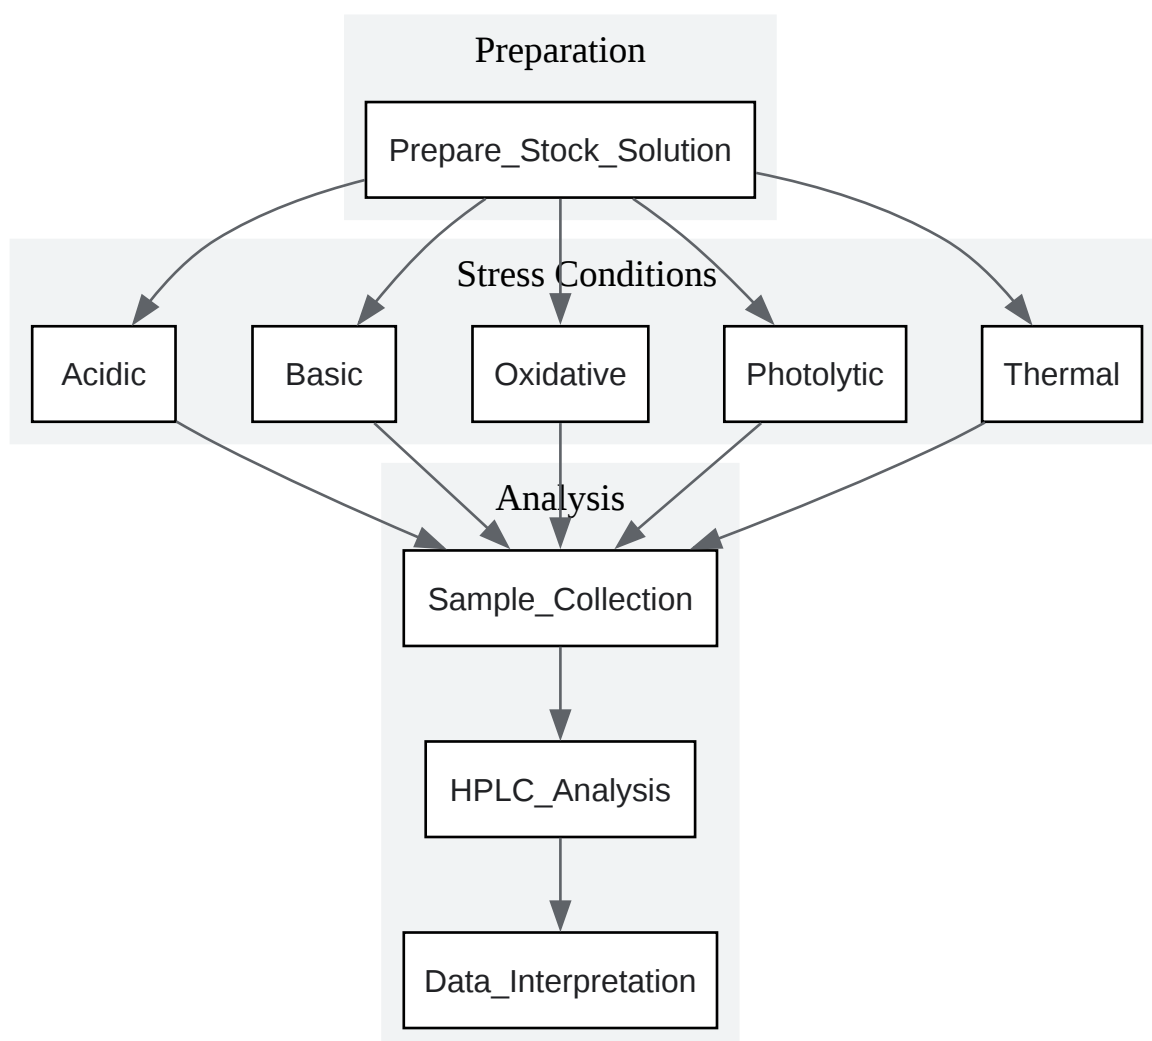 Preparation
Prepare_Stock_Solution
Stress Conditions
Acidic
Basic
Oxidative
Photolytic
Thermal
Analysis
Sample_Collection
HPLC_Analysis
Data_Interpretation